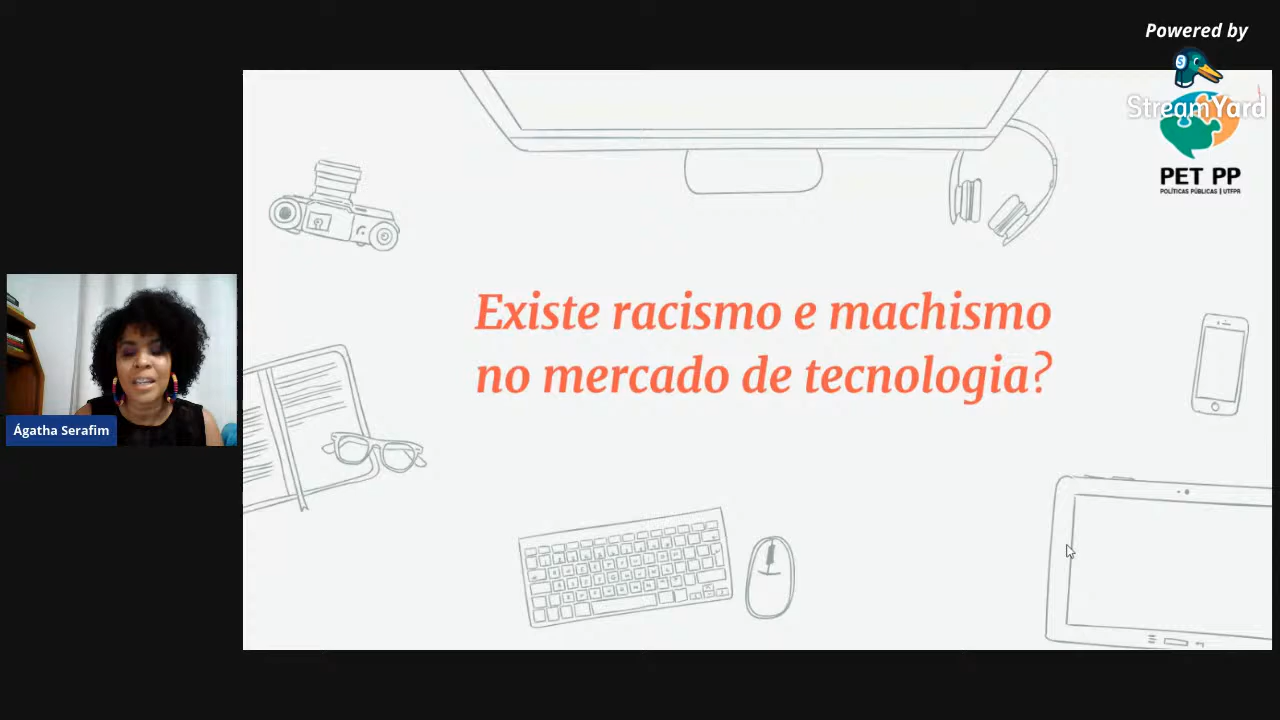 Powered by
StreamYard
PET PP
POLÍTICAS PÚBLICAS | UTFPR
Existe racismo e machismo
no mercado de tecnologia?
Ágatha Serafim